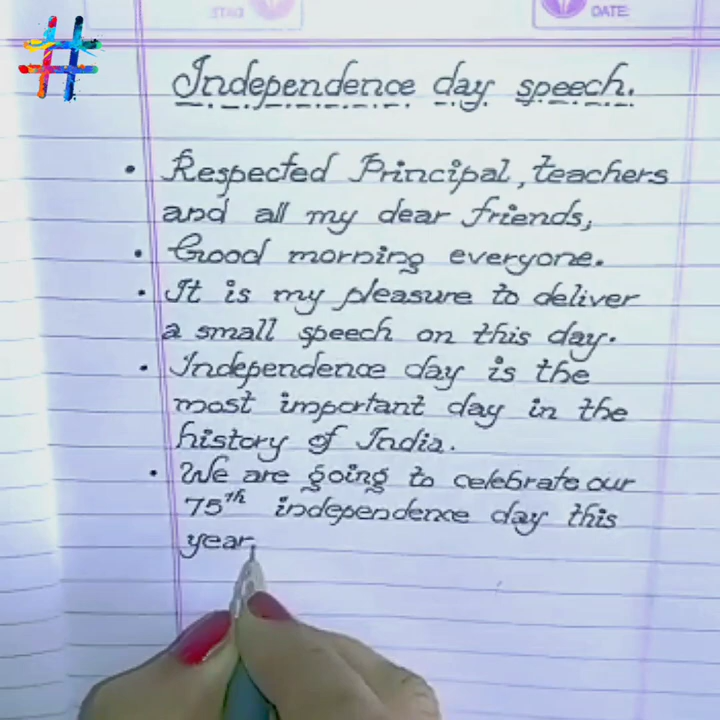 DATE:
Independence day speech.
• Respected Principal, teachers
and all my dear friends,
• Good morning everyone.
• It is my pleasure to deliver
a small speech on this day.
• Independence day is the
most important day in the
history of India.
• We are going to celebrate our
75th independence day this
year